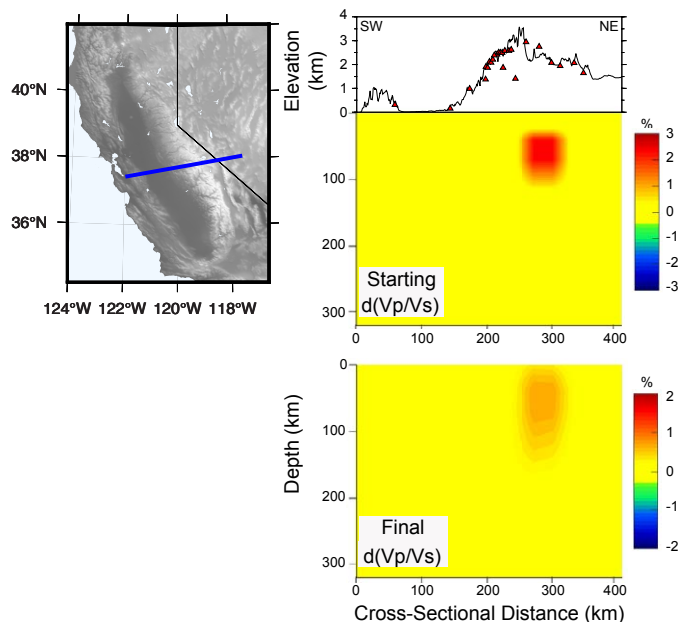 40°N
38°N
36°N
124°W 122°W 120°W 118°W
Elevation
(km)
4
3
2
1
0
SW NE
100
200
300
0 100 200 300 400
Starting
d(Vp/Vs)
%
3
2
1
0
-1
-2
-3
Depth (km)
0
100
200
300
0 100 200 300 400
Final
d(Vp/Vs)
%
2
1
0
-1
-2
Cross-Sectional Distance (km)